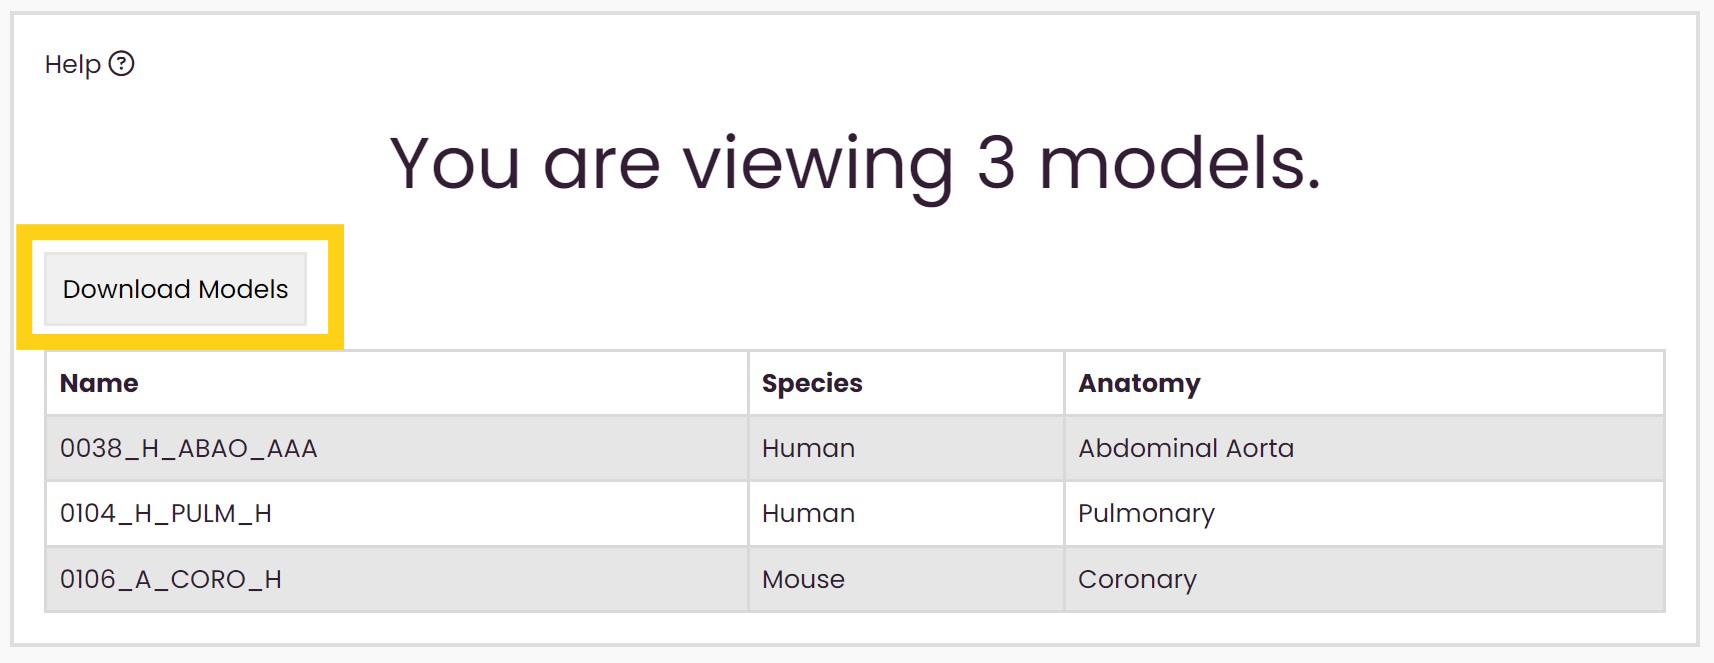 Help ?
You are viewing 3 models.
Download Models
Name Species Anatomy
0038_H_ABAO_AAA Human Abdominal Aorta
0104_H_PULM_H Human Pulmonary
0106_A_CORO_H Mouse Coronary